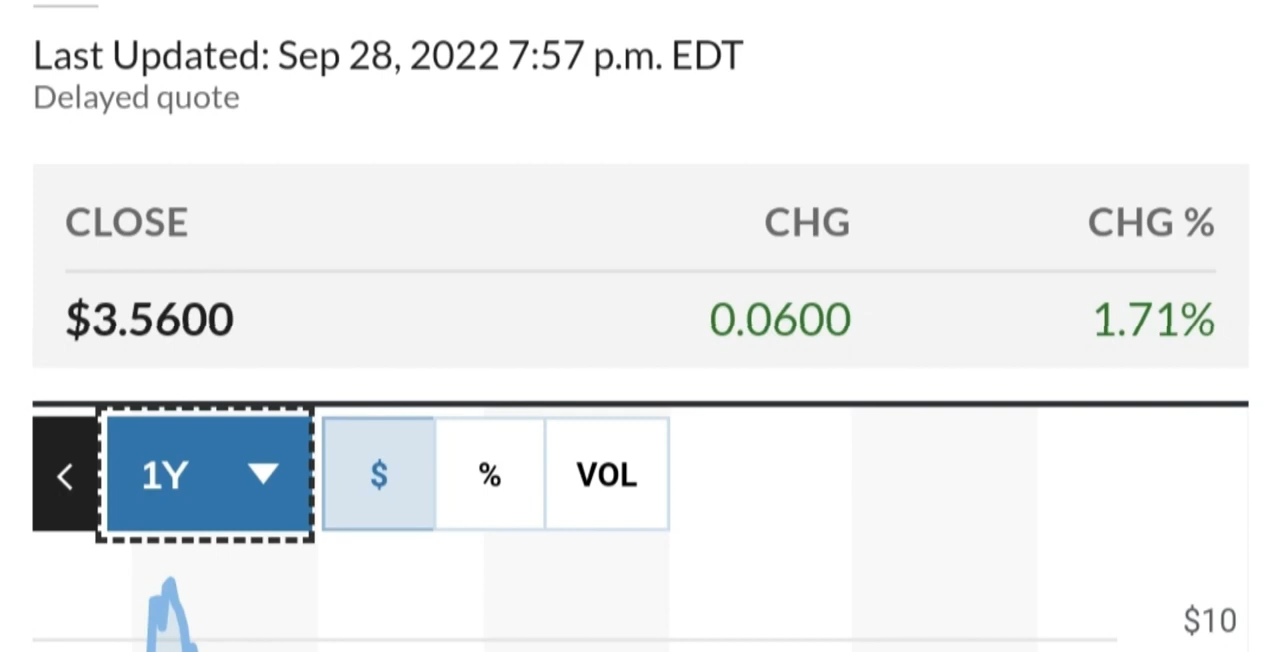 Last Updated: Sep 28, 2022 7:57 p.m. EDT
Delayed quote
CLOSE CHG CHG %
$3.5600 0.0600 1.71%
1Y $ % VOL
$10